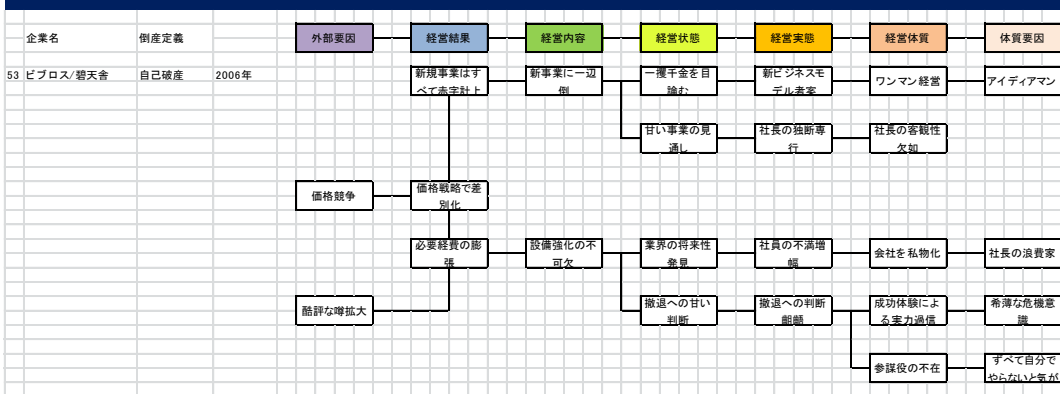 企業名 倒産定義 外部要因 経営結果 経営内容 経営状態 経営実態 経営体質 体質要因
53 ビブロス/碧天舎 自己破産 2006年
新規事業はす
べて赤字計上
新事業に一辺
倒
一攫千金を目
論む
新ビジネスモ
デル考案
ワンマン経営
アイディアマン
甘い事業の見
通し
社長の独断専
行
社長の客観性
欠如
価格競争
価格戦略で差
別化
必要経費の膨
張
設備強化の不
可欠
業界の将来性
発見
社員の不満増
幅
会社を私物化
社長の浪費家
酷評な噂拡大
撤退への甘い
判断
撤退への判断
齟齬
成功体験によ
る実力過信
希薄な危機意
識
参謀役の不在
すべて自分で
やらないと気が